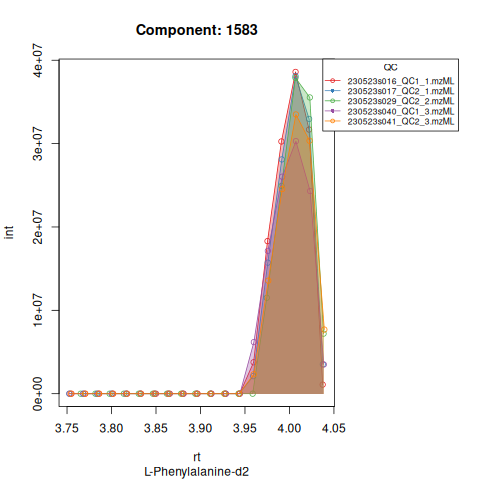 Component: 1583
QC
230523s016_QC1_1.mzML
230523s017_QC2_1.mzML
230523s029_QC2_2.mzML
230523s040_QC1_3.mzML
230523s041_QC2_3.mzML
4e+07
3e+07
2e+07
1e+07
0e+00
int
3.75 3.80 3.85 3.90 3.95 4.00 4.05
rt
L-Phenylalanine-d2